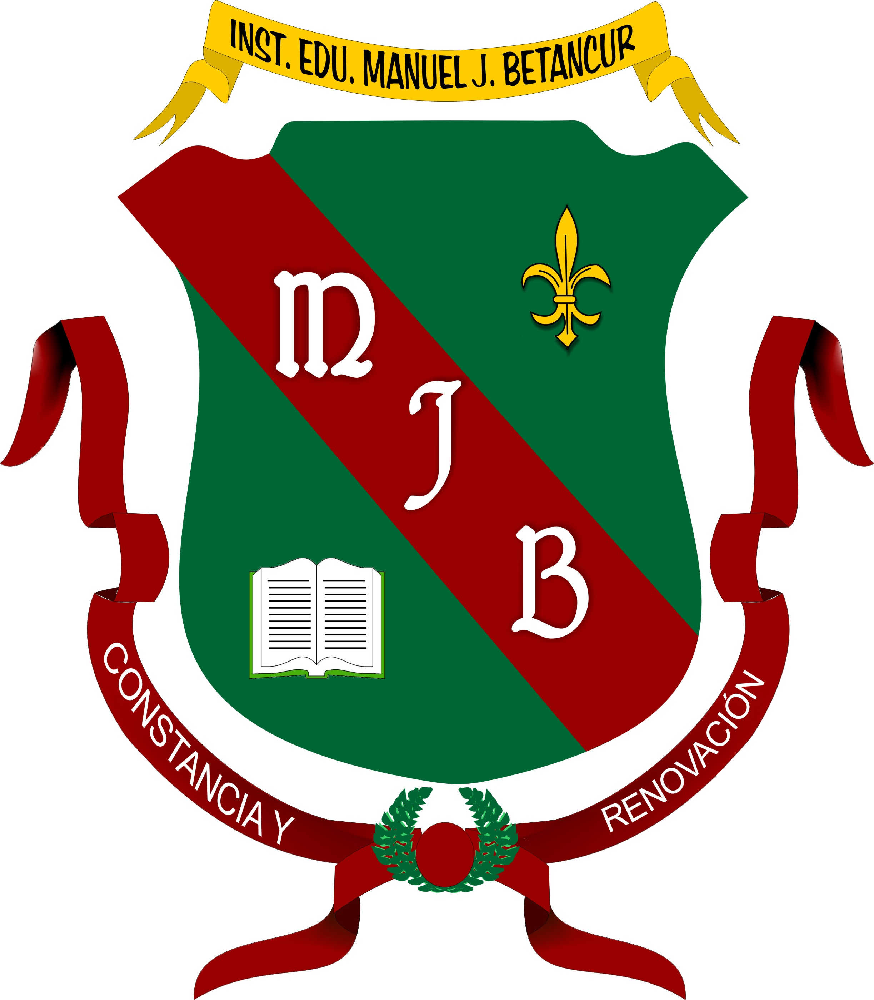 INST. EDU. MANUEL J. BETANCUR
M
J
B
CONSTANCIA Y
RENOVACIÓN